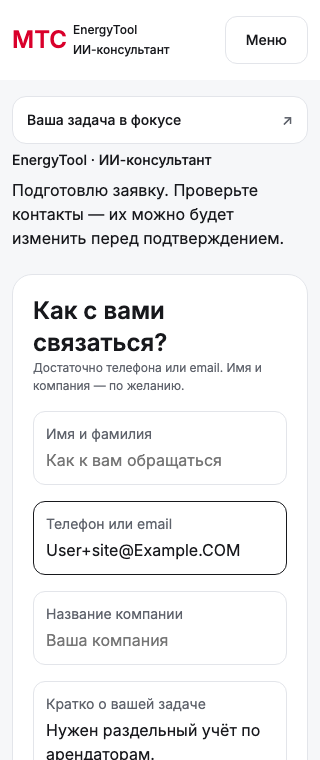 МТС
EnergyTool
ИИ-консультант
Меню
Ваша задача в фокусе
EnergyTool · ИИ-консультант
Подготовлю заявку. Проверьте
контакты — их можно будет
изменить перед подтверждением.
Как с вами
связаться?
Достаточно телефона или email. Имя и
компания — по желанию.
Имя и фамилия
Как к вам обращаться
Телефон или email
User+site@Example.COM
Название компании
Ваша компания
Кратко о вашей задаче
Нужен раздельный учёт по
арендаторам.